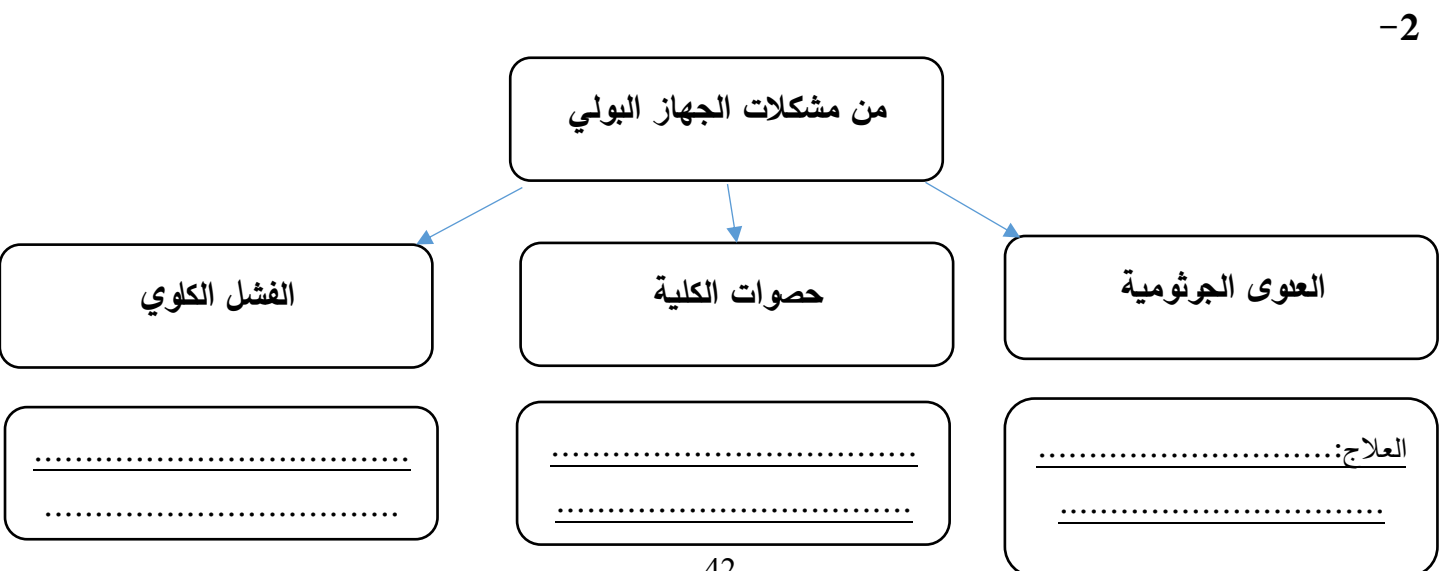 2-
من مشكلات الجهاز البولي
العدوى الجرثومية
حصوات الكلية
الفشل الكلوي
العلاج:............................
................................
...................................
...................................
.....................................
...................................
42